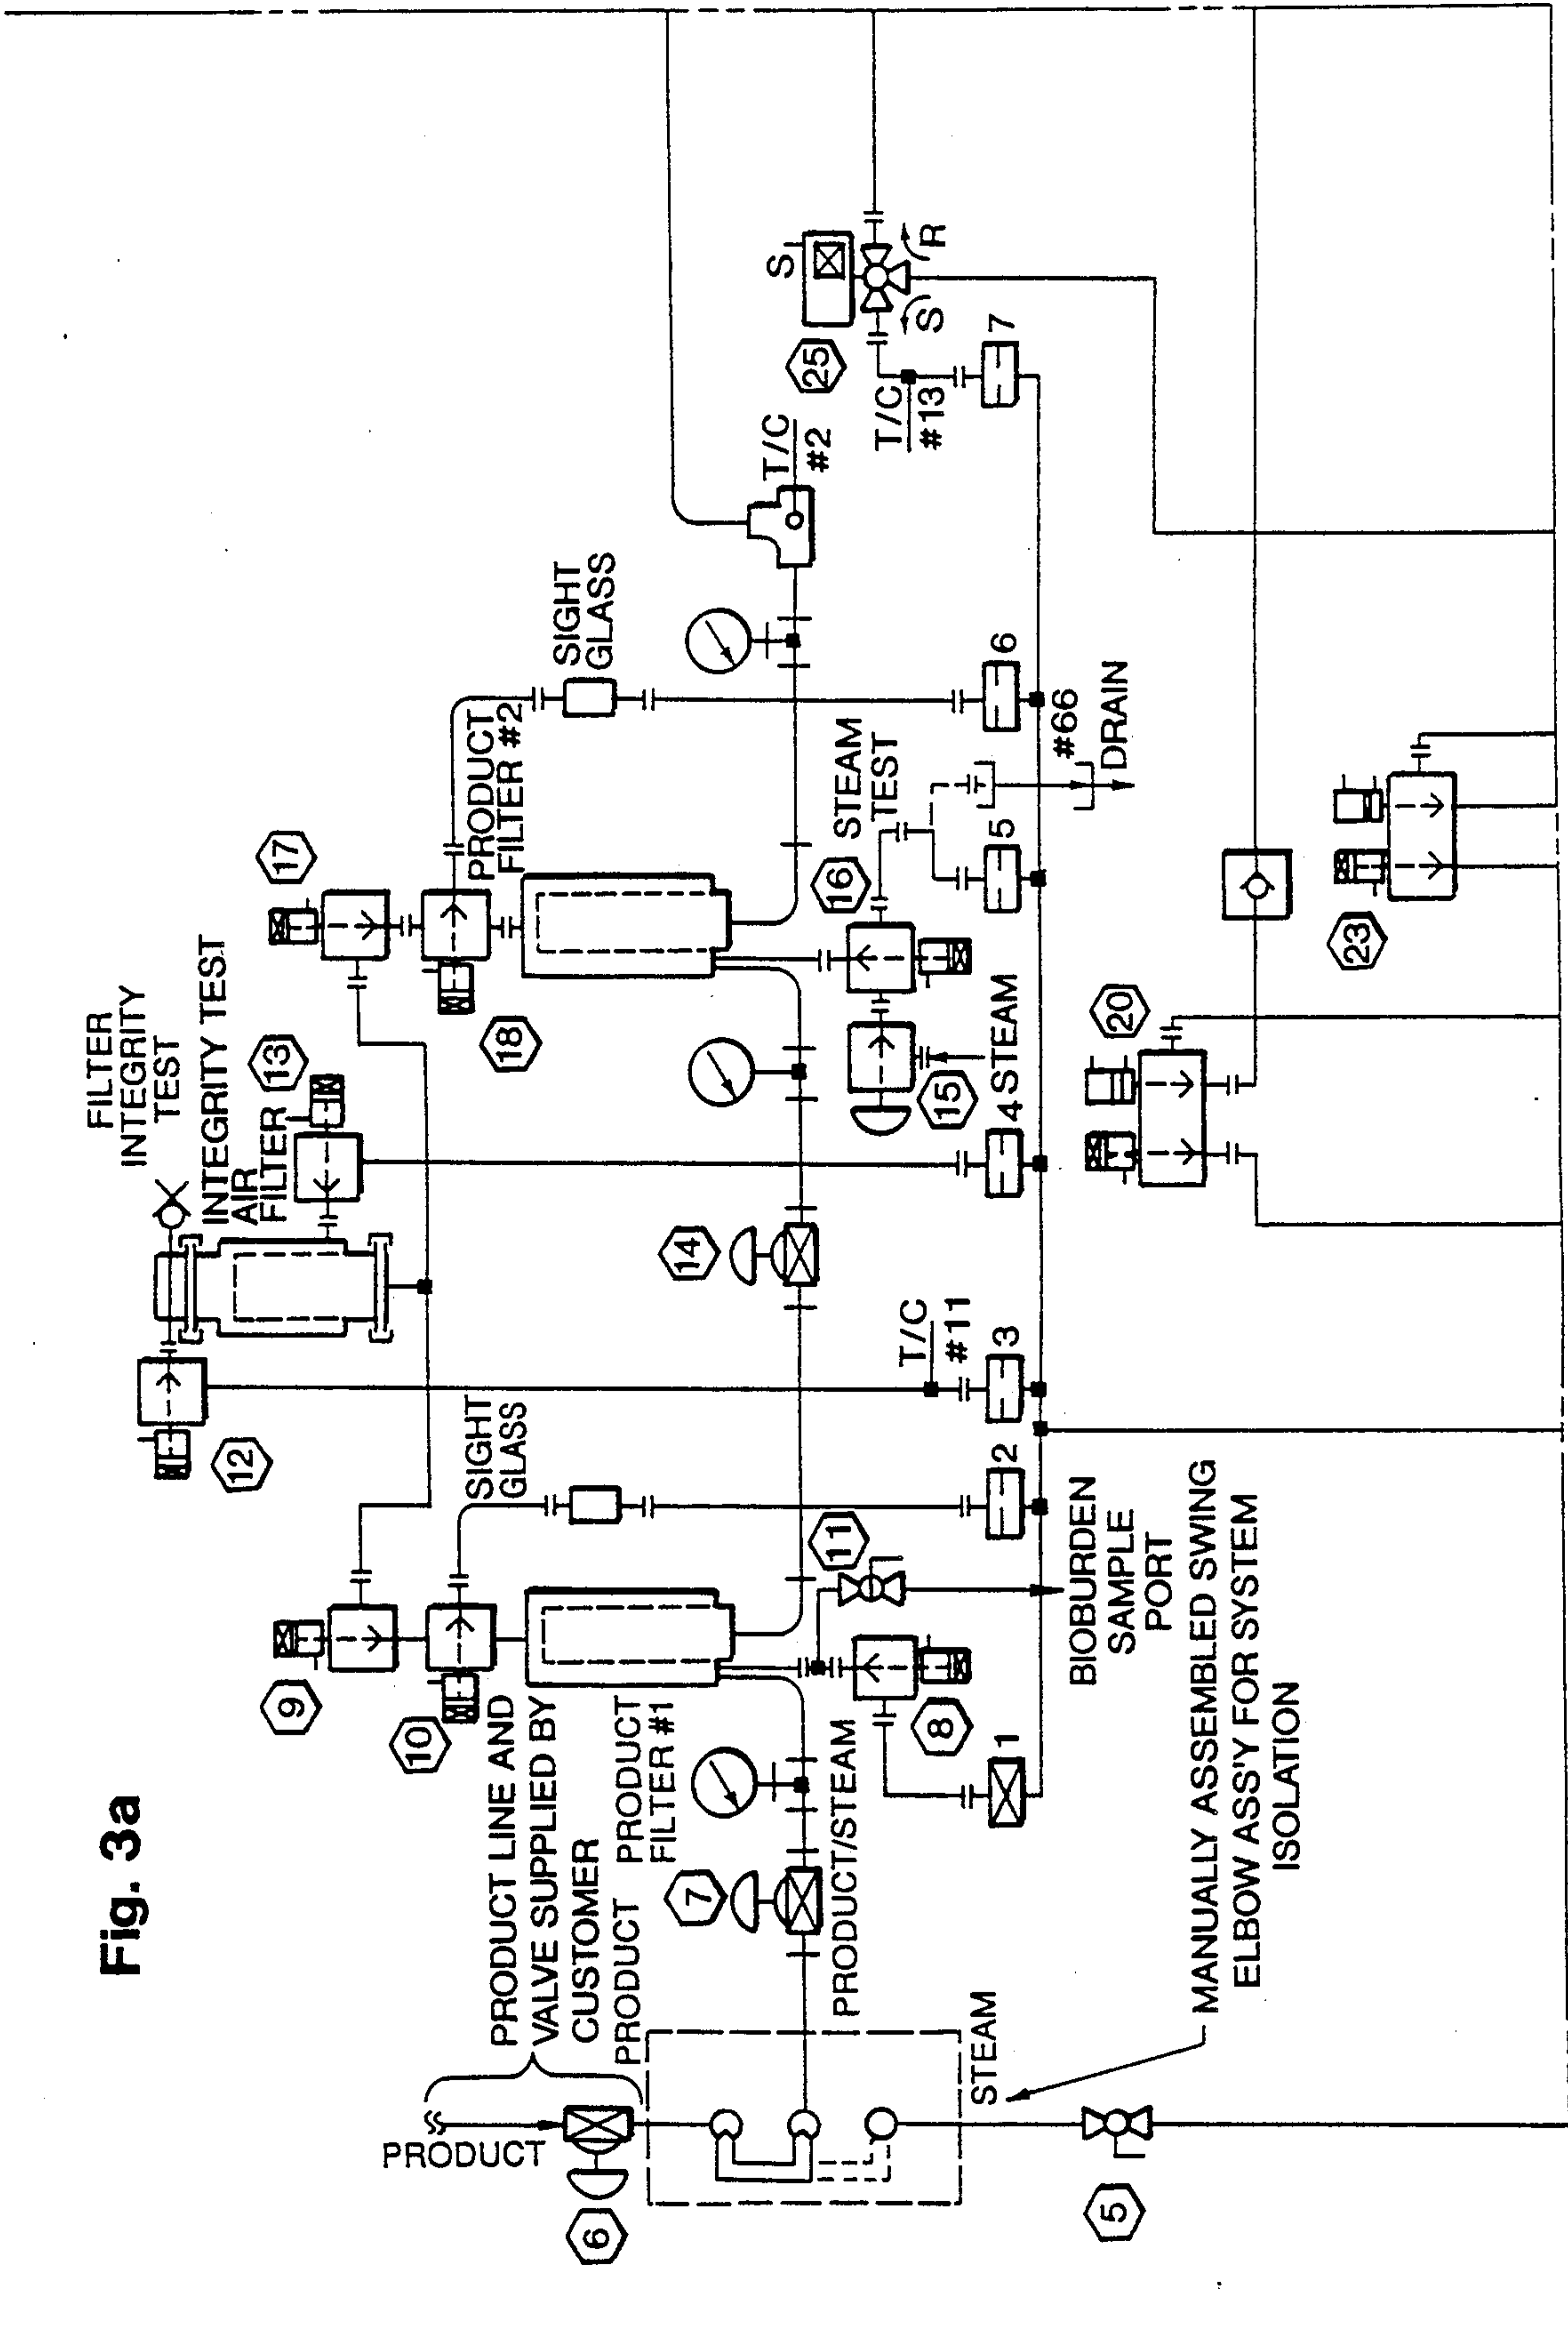 Fig. 3a
FILTER
INTEGRITY
TEST
INTEGRITY TEST
AIR
FILTER
12
13
9
17
10
18
SIGHT
GLASS
PRODUCT
FILTER #2
SIGHT
GLASS
PRODUCT LINE AND
VALVE SUPPLIED BY
CUSTOMER
PRODUCT
PRODUCT
FILTER #1
PRODUCT
6
7
14
PRODUCT/STEAM
11
T/C
#2
S
25
S
R
T/C
#13
16
STEAM
TEST
15
STEAM
T/C
#11
8
1
2
3
4
5
6
7
#66
DRAIN
STEAM
BIOBURDEN
SAMPLE
PORT
5
20
23
MANUALLY ASSEMBLED SWING
ELBOW ASS'Y FOR SYSTEM
ISOLATION